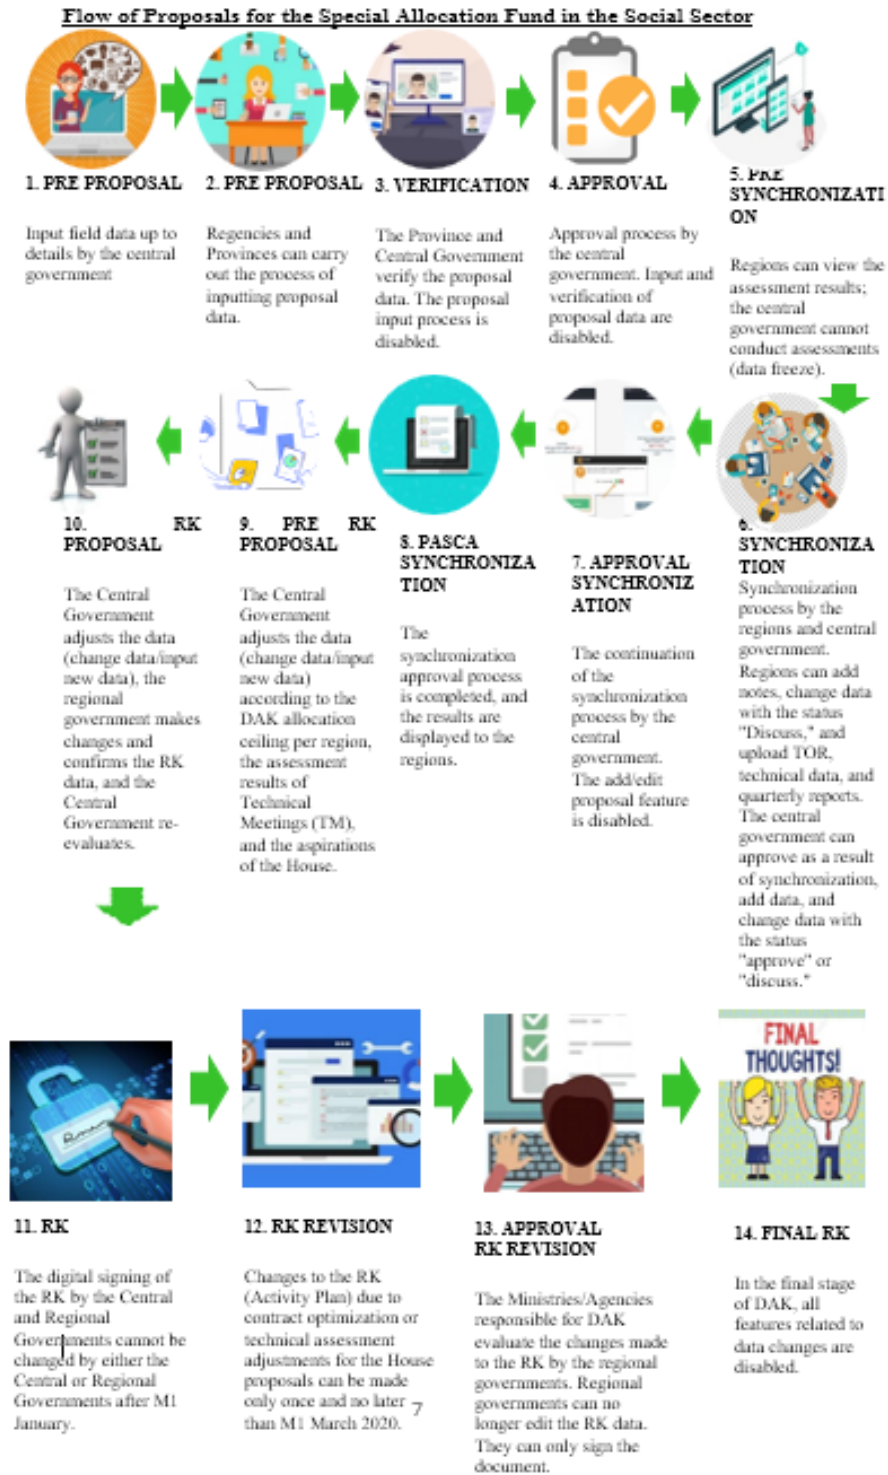 Flow of Proposals for the Special Allocation Fund in the Social Sector
1. PRE PROPOSAL
Input field data up to
details by the central
government
2. PRE PROPOSAL
Regencies and
Provinces can carry
out the process of
inputting proposal
data.
3. VERIFICATION
The Province and
Central Government
verify the proposal
data. The proposal
input process is
disabled.
4. APPROVAL
Approval process by
the central
government. Input and
verification of
proposal data are
disabled.
5. PRE
SYNCHRONIZATI
ON
Regions can view the
assessment results;
the central
government cannot
conduct assessments
(data freeze).
6.
SYNCHRONIZA
TION
Synchronization
process by the
regions and central
government.
Regions can add
notes, change data
with the status
"Discuss," and
upload TOR,
technical data, and
quarterly reports.
The central
government can
approve as a result
of synchronization,
add data, and
change data with
the status
"approve" or
"discuss."
7. APPROVAL
SYNCHRONIZ
ATION
The continuation
of the
synchronization
process by the
central
government.
The add/edit
proposal feature
is disabled.
8. PASCA
SYNCHRONIZA
TION
The
synchronization
approval process
is completed, and
the results are
displayed to the
regions.
9. PRE RK
PROPOSAL
The Central
Government
adjusts the data
(change data/input
new data)
according to the
DAK allocation
ceiling per region,
the assessment
results of
Technical
Meetings (TM),
and the aspirations
of the House.
10. RK
PROPOSAL
The Central
Government
adjusts the data
(change data/input
new data), the
regional
government makes
changes and
confirms the RK
data, and the
Central
Government re-
evaluates.
11. RK
The digital signing of
the RK by the Central
and Regional
Governments cannot be
changed by either the
Central or Regional
Governments after M1
January.
12. RK REVISION
Changes to the RK
(Activity Plan) due to
contract optimization or
technical assessment
adjustments for the House
proposals can be made
only once and no later
than M1 March 2020.
7
13. APPROVAL
RK REVISION
The Ministries/Agencies
responsible for DAK
evaluate the changes made
to the RK by the regional
governments. Regional
governments can no
longer edit the RK data.
They can only sign the
document.
FINAL
THOUGHTS!
14. FINAL RK
In the final stage
of DAK, all
features related to
data changes are
disabled.